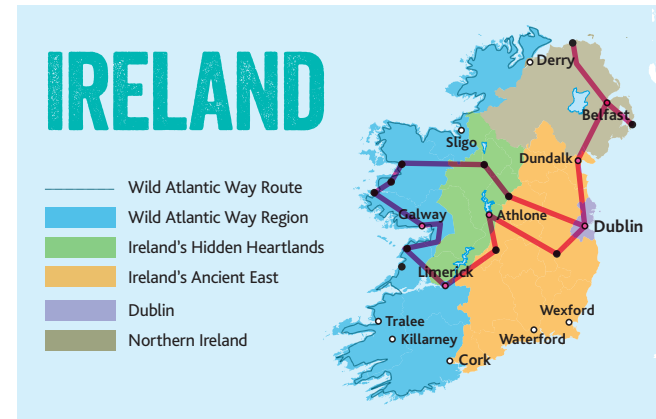 IRELAND
Wild Atlantic Way Route
Wild Atlantic Way Region
Ireland's Hidden Heartlands
Ireland's Ancient East
Dublin
Northern Ireland
Derry
Belfast
Sligo
Dundalk
Galway
Athlone
Dublin
Limerick
Wexford
Tralee
Waterford
Killarney
Cork